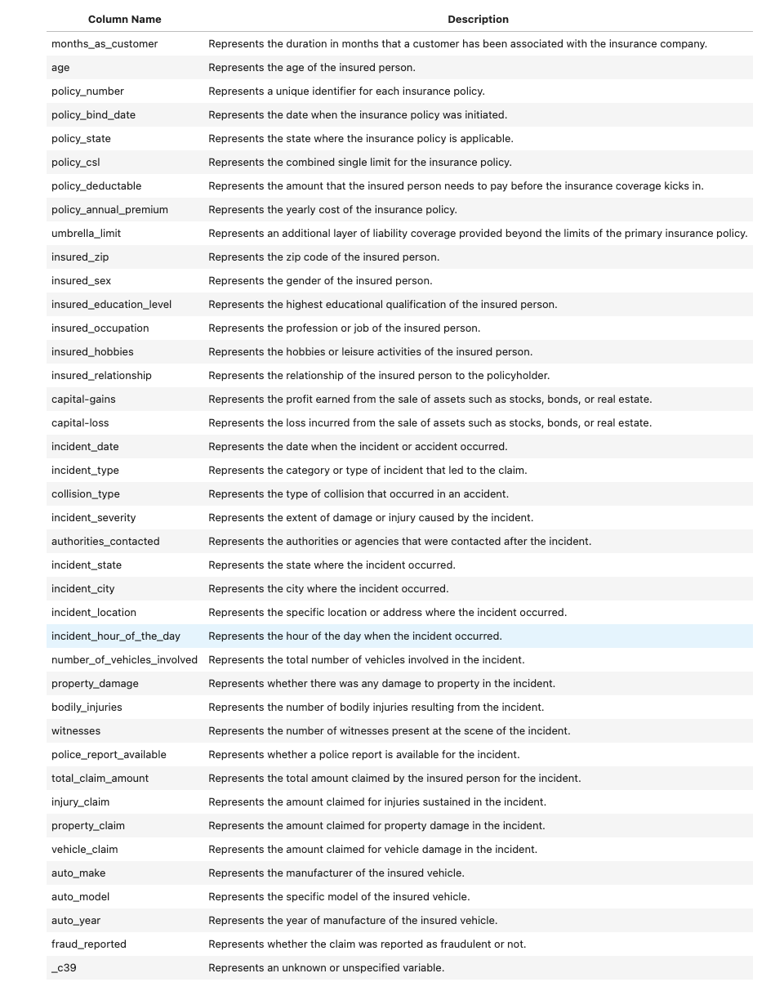 Column Name Description
months_as_customer Represents the duration in months that a customer has been associated with the insurance company.
age Represents the age of the insured person.
policy_number Represents a unique identifier for each insurance policy.
policy_bind_date Represents the date when the insurance policy was initiated.
policy_state Represents the state where the insurance policy is applicable.
policy_csl Represents the combined single limit for the insurance policy.
policy_deductable Represents the amount that the insured person needs to pay before the insurance coverage kicks in.
policy_annual_premium Represents the yearly cost of the insurance policy.
umbrella_limit Represents an additional layer of liability coverage provided beyond the limits of the primary insurance policy.
insured_zip Represents the zip code of the insured person.
insured_sex Represents the gender of the insured person.
insured_education_level Represents the highest educational qualification of the insured person.
insured_occupation Represents the profession or job of the insured person.
insured_hobbies Represents the hobbies or leisure activities of the insured person.
insured_relationship Represents the relationship of the insured person to the policyholder.
capital-gains Represents the profit earned from the sale of assets such as stocks, bonds, or real estate.
capital-loss Represents the loss incurred from the sale of assets such as stocks, bonds, or real estate.
incident_date Represents the date when the incident or accident occurred.
incident_type Represents the category or type of incident that led to the claim.
collision_type Represents the type of collision that occurred in an accident.
incident_severity Represents the extent of damage or injury caused by the incident.
authorities_contacted Represents the authorities or agencies that were contacted after the incident.
incident_state Represents the state where the incident occurred.
incident_city Represents the city where the incident occurred.
incident_location Represents the specific location or address where the incident occurred.
incident_hour_of_the_day Represents the hour of the day when the incident occurred.
number_of_vehicles_involved Represents the total number of vehicles involved in the incident.
property_damage Represents whether there was any damage to property in the incident.
bodily_injuries Represents the number of bodily injuries resulting from the incident.
witnesses Represents the number of witnesses present at the scene of the incident.
police_report_available Represents whether a police report is available for the incident.
total_claim_amount Represents the total amount claimed by the insured person for the incident.
injury_claim Represents the amount claimed for injuries sustained in the incident.
property_claim Represents the amount claimed for property damage in the incident.
vehicle_claim Represents the amount claimed for vehicle damage in the incident.
auto_make Represents the manufacturer of the insured vehicle.
auto_model Represents the specific model of the insured vehicle.
auto_year Represents the year of manufacture of the insured vehicle.
fraud_reported Represents whether the claim was reported as fraudulent or not.
_c39 Represents an unknown or unspecified variable.